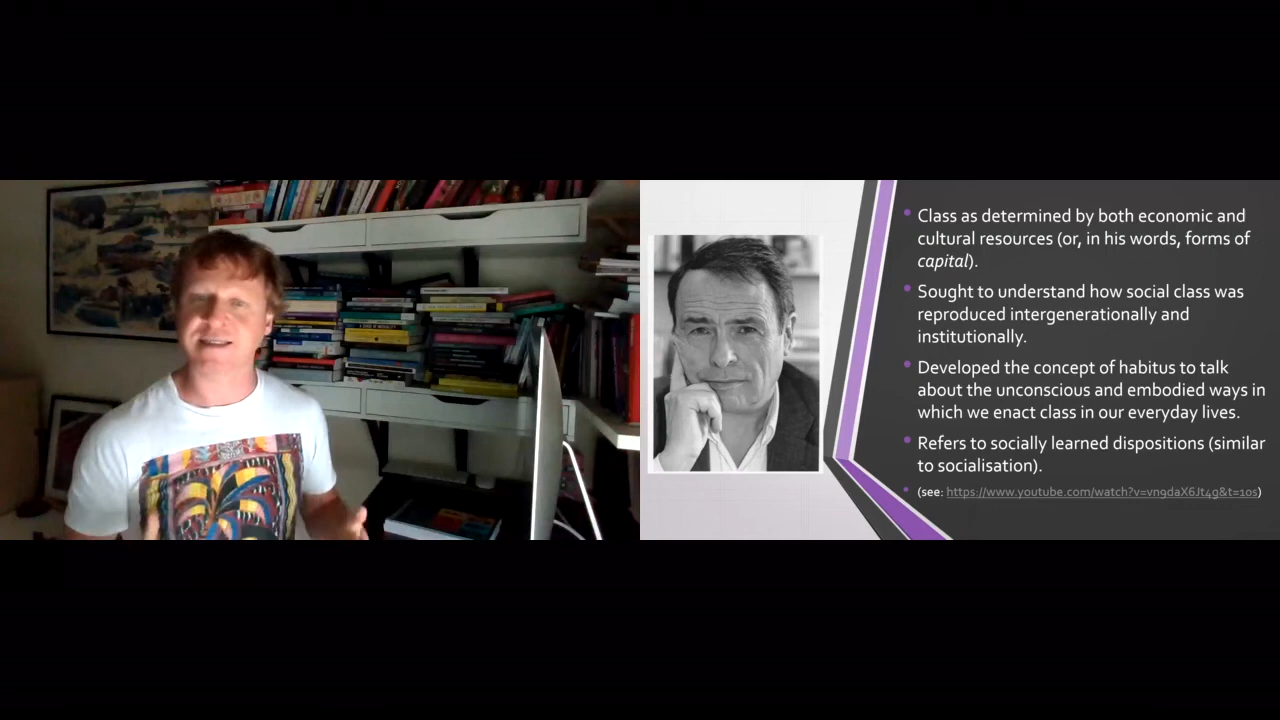 Class as determined by both economic and
cultural resources (or, in his words, forms of
capital).
Sought to understand how social class was
reproduced intergenerationally and
institutionally.
Developed the concept of habitus to talk
about the unconscious and embodied ways in
which we enact class in our everyday lives.
Refers to socially learned dispositions (similar
to socialisation).
(see: https://www.youtube.com/watch?v=vn9daX6Jt4g&t=10s)